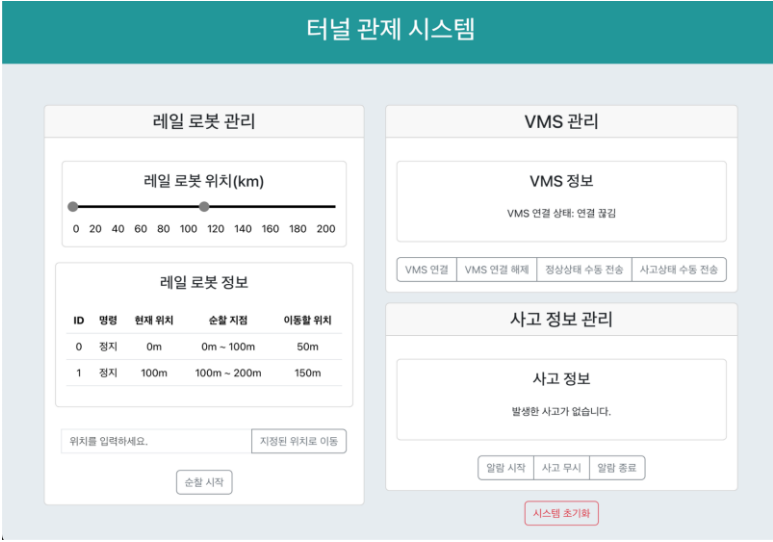 터널 관제 시스템
레일 로봇 관리
레일 로봇 위치(km)
0 20 40 60 80 100 120 140 160 180 200
레일 로봇 정보
ID 명령 현재 위치 순찰 지점 이동할 위치
0 정지 0m 0m ~ 100m 50m
1 정지 100m 100m ~ 200m 150m
위치를 입력하세요. 지정된 위치로 이동
순찰 시작
VMS 관리
VMS 정보
VMS 연결 상태: 연결 끊김
VMS 연결 VMS 연결 해제 정상상태 수동 전송 사고상태 수동 전송
사고 정보 관리
사고 정보
발생한 사고가 없습니다.
알람 시작 사고 무시 알람 종료
시스템 초기화